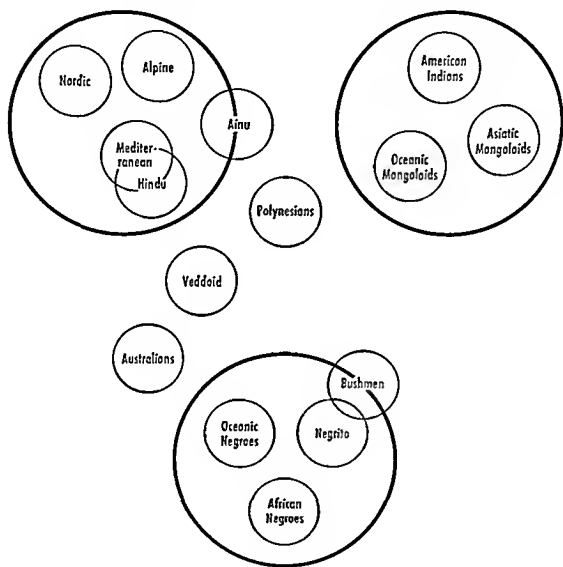 Nordic
Alpine
Ainu
Mediter-
ranean
Hindu
American
Indians
Asiatic
Mongoloids
Oceanic
Mongoloids
Polynesians
Veddoid
Australians
Bushmen
Oceanic
Negroes
Negrito
African
Negroes